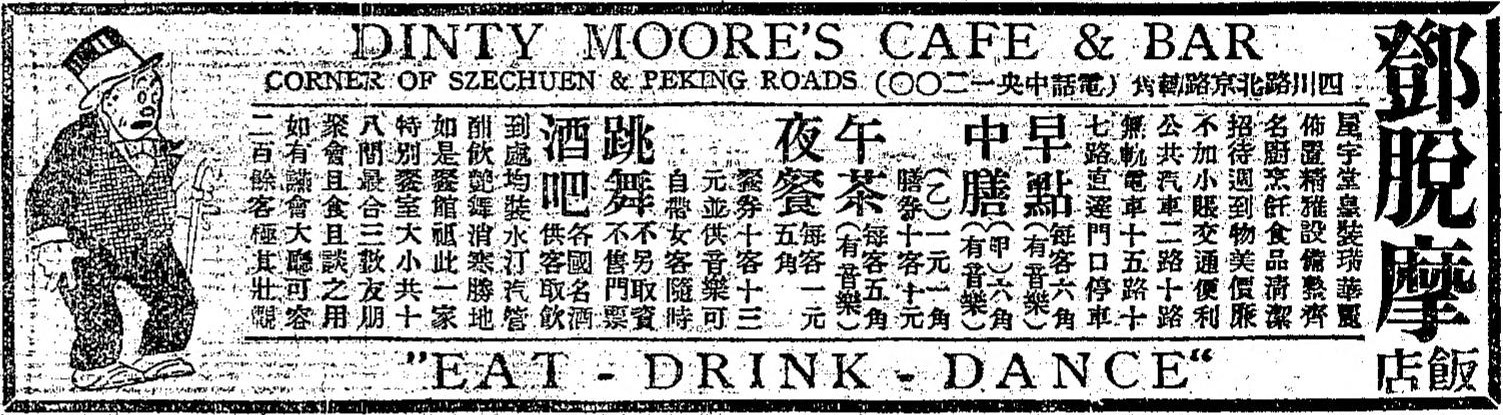 DINTY MOORE'S CAFE & BAR
CORNER OF SZECHUEN & PEKING ROADS (〇〇二一央中話電) 角轉路京北路川四
鄧脫摩
飯店
屋宇堂皇裝璜華麗
佈置精雅設備整齊
名廚烹飪食品清潔
招待週到物美價廉
不加小賬交通便利
公共汽車二路十路
無軌電車十五路十
七路直達門口停車
早點每客六角(有音樂)
中膳(甲)六角(有音樂)
(乙)一元一角
膳券十客十元
午茶每客五角(有音樂)
夜餐每客一元五角
餐券十客十三
元並供音樂可
自帶女客隨時
跳舞不另取資不售門票
酒吧各國名酒供客取飲
到處均裝水汀汽管
酣飲艷舞消寒勝地
如是餐館祗此一家
特別餐室大小共十
八間最合三數友朋
聚會且食且談之用
如有讌會大廳可容
二百餘客極其壯觀
"EAT - DRINK - DANCE"